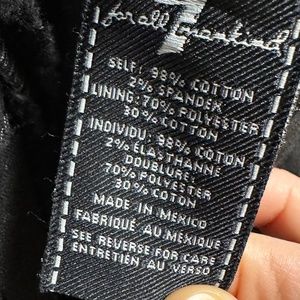 7
for all mankind
SELF: 98% COTTON
2% SPANDEX
LINING: 70% POLYESTER
30% COTTON
INDIVIDU: 98% COTON
2% ELASTHANNE
DOUBLURE:
70% POLYESTER
30% COTON
MADE IN MEXICO
FABRIQUÉ AU MEXIQUE
SEE REVERSE FOR CARE
ENTRETIEN AU VERSO